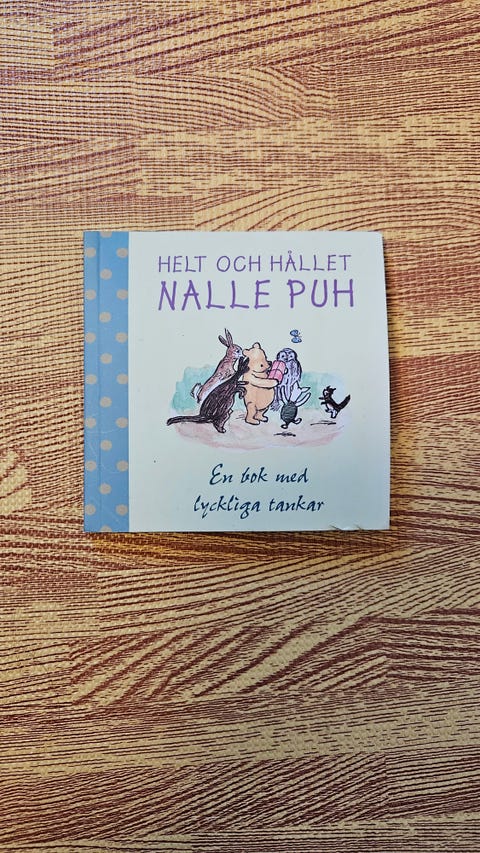 HELT OCH HÅLLET
NALLE PUH
En bok med
lyckliga tankar